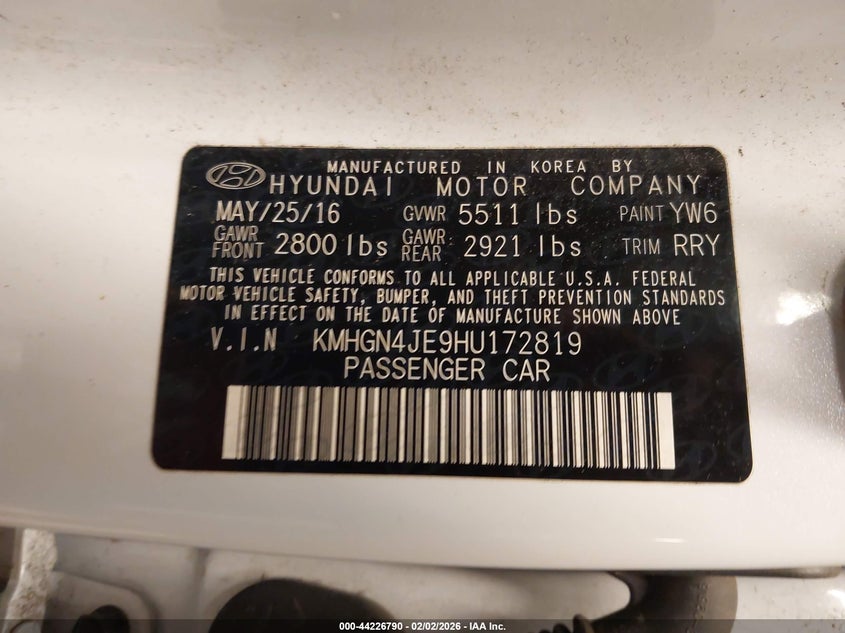 MANUFACTURED IN KOREA BY
HYUNDAI MOTOR COMPANY
MAY/25/16 GVWR 5511 lbs PAINT YW6
GAWR FRONT 2800 lbs GAWR: REAR 2921 lbs TRIM RRY
THIS VEHICLE CONFORMS TO ALL APPLICABLE U.S.A. FEDERAL
MOTOR VEHICLE SAFETY, BUMPER, AND THEFT PREVENTION STANDARDS
IN EFFECT ON THE DATE OF MANUFACTURE SHOWN ABOVE
V.I.N KMHGN4JE9HU172819
PASSENGER CAR
000-44226790 - 02/02/2026 - IAA Inc.